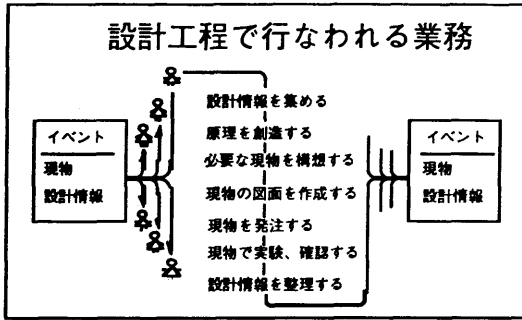 設計工程で行なわれる業務
イベント
現物
設計情報
設計情報を集める
原理を創造する
必要な現物を構想する
現物の図面を作成する
現物を発注する
現物で実験、確認する
設計情報を整理する
イベント
現物
設計情報